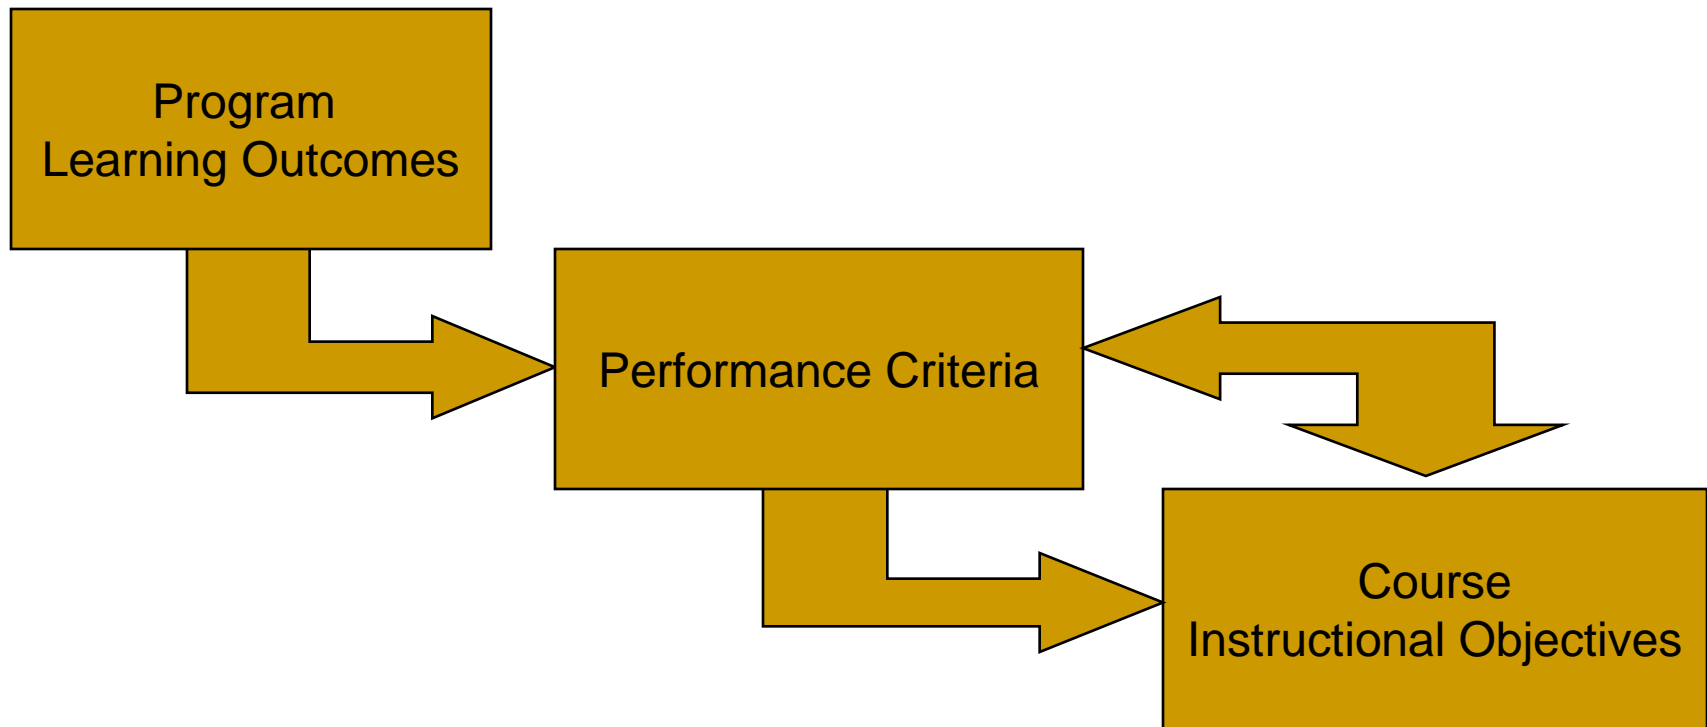 Program
Learning Outcomes
Performance Criteria
Course
Instructional Objectives